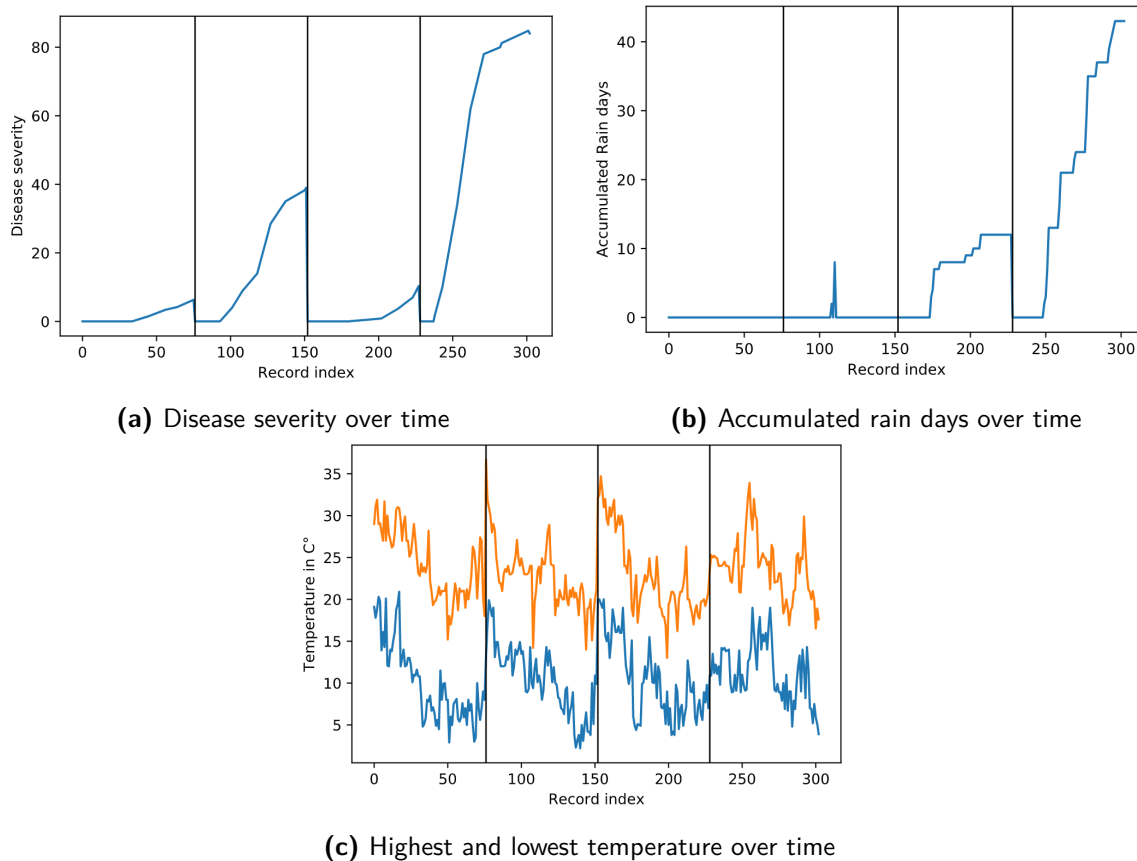 80
60
40
20
0
Disease severity
0 50 100 150 200 250 300
Record index
(a) Disease severity over time
40
30
20
10
0
Accumulated Rain days
0 50 100 150 200 250 300
Record index
(b) Accumulated rain days over time
35
30
25
20
15
10
5
Temperature in C°
0 50 100 150 200 250 300
Record index
(c) Highest and lowest temperature over time